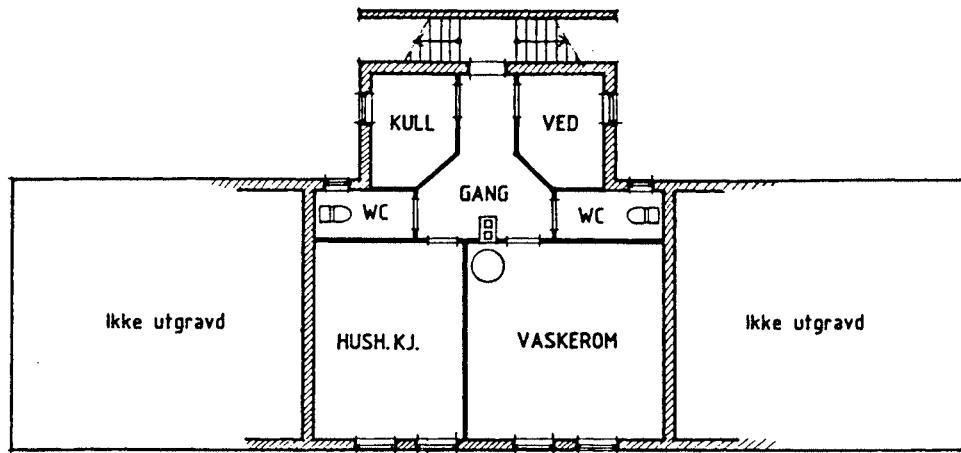 KULL
VED
GANG
WC
WC
Ikke utgravd
HUSH. KJ.
VASKEROM
Ikke utgravd